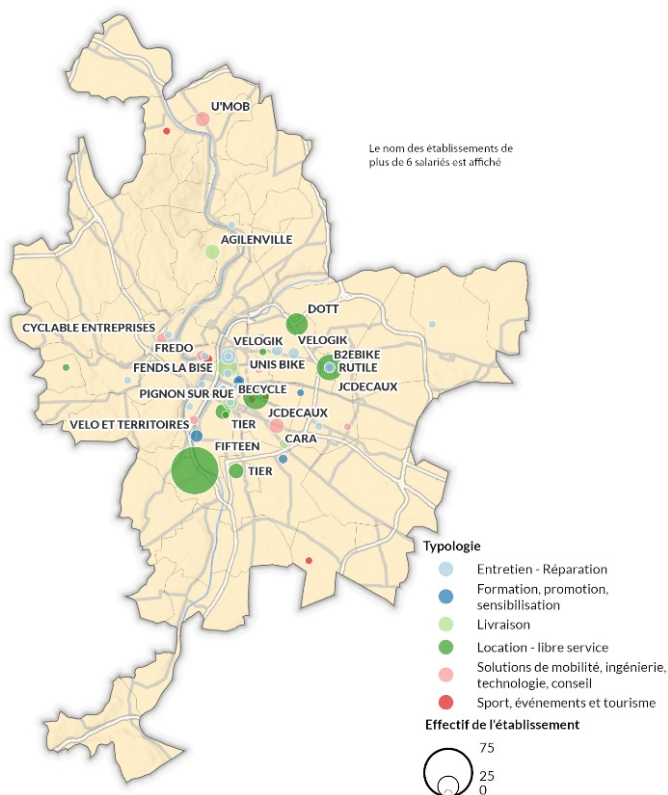 U'MOB
Le nom des établissements de
plus de 6 salariés est affiché
AGILENVILLE
DOTT
CYCLABLE ENTREPRISES
VELOGIK
VELOGIK
FREDO
B2EBIKE
FENDS LA BISE
UNIS BIKE
RUTILE
JCDECAUX
PIGNON SUR RUE
BECYCLE
JCDECAUX
VELO ET TERRITOIRES
TIER
CARA
FIFTEEN
TIER
Typologie
Entretien - Réparation
Formation, promotion,
sensibilisation
Livraison
Location - libre service
Solutions de mobilité, ingénierie,
technologie, conseil
Sport, événements et tourisme
Effectif de l'établissement
75
25
0